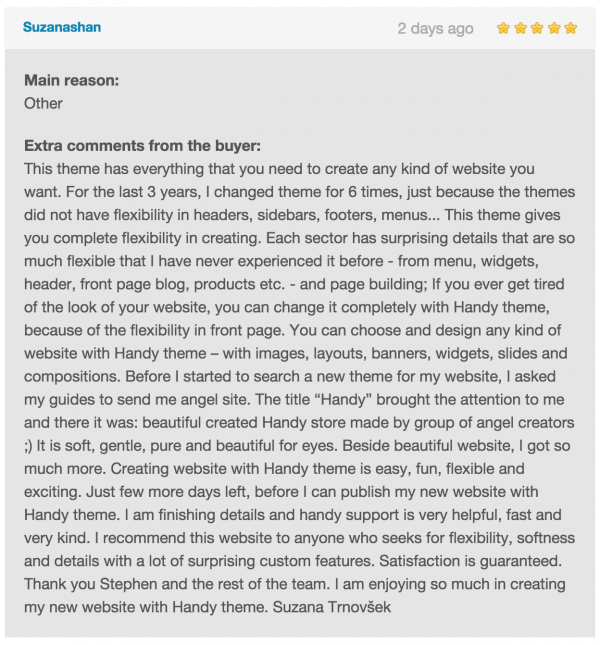 Suzanashan
2 days ago
Main reason:
Other
Extra comments from the buyer:
This theme has everything that you need to create any kind of website you
want. For the last 3 years, I changed theme for 6 times, just because the themes
did not have flexibility in headers, sidebars, footers, menus... This theme gives
you complete flexibility in creating. Each sector has surprising details that are so
much flexible that I have never experienced it before - from menu, widgets,
header, front page blog, products etc. - and page building; If you ever get tired
of the look of your website, you can change it completely with Handy theme,
because of the flexibility in front page. You can choose and design any kind of
website with Handy theme – with images, layouts, banners, widgets, slides and
compositions. Before I started to search a new theme for my website, I asked
my guides to send me angel site. The title “Handy” brought the attention to me
and there it was: beautiful created Handy store made by group of angel creators
;) It is soft, gentle, pure and beautiful for eyes. Beside beautiful website, I got so
much more. Creating website with Handy theme is easy, fun, flexible and
exciting. Just few more days left, before I can publish my new website with
Handy theme. I am finishing details and handy support is very helpful, fast and
very kind. I recommend this website to anyone who seeks for flexibility, softness
and details with a lot of surprising custom features. Satisfaction is guaranteed.
Thank you Stephen and the rest of the team. I am enjoying so much in creating
my new website with Handy theme. Suzana Trnovšek